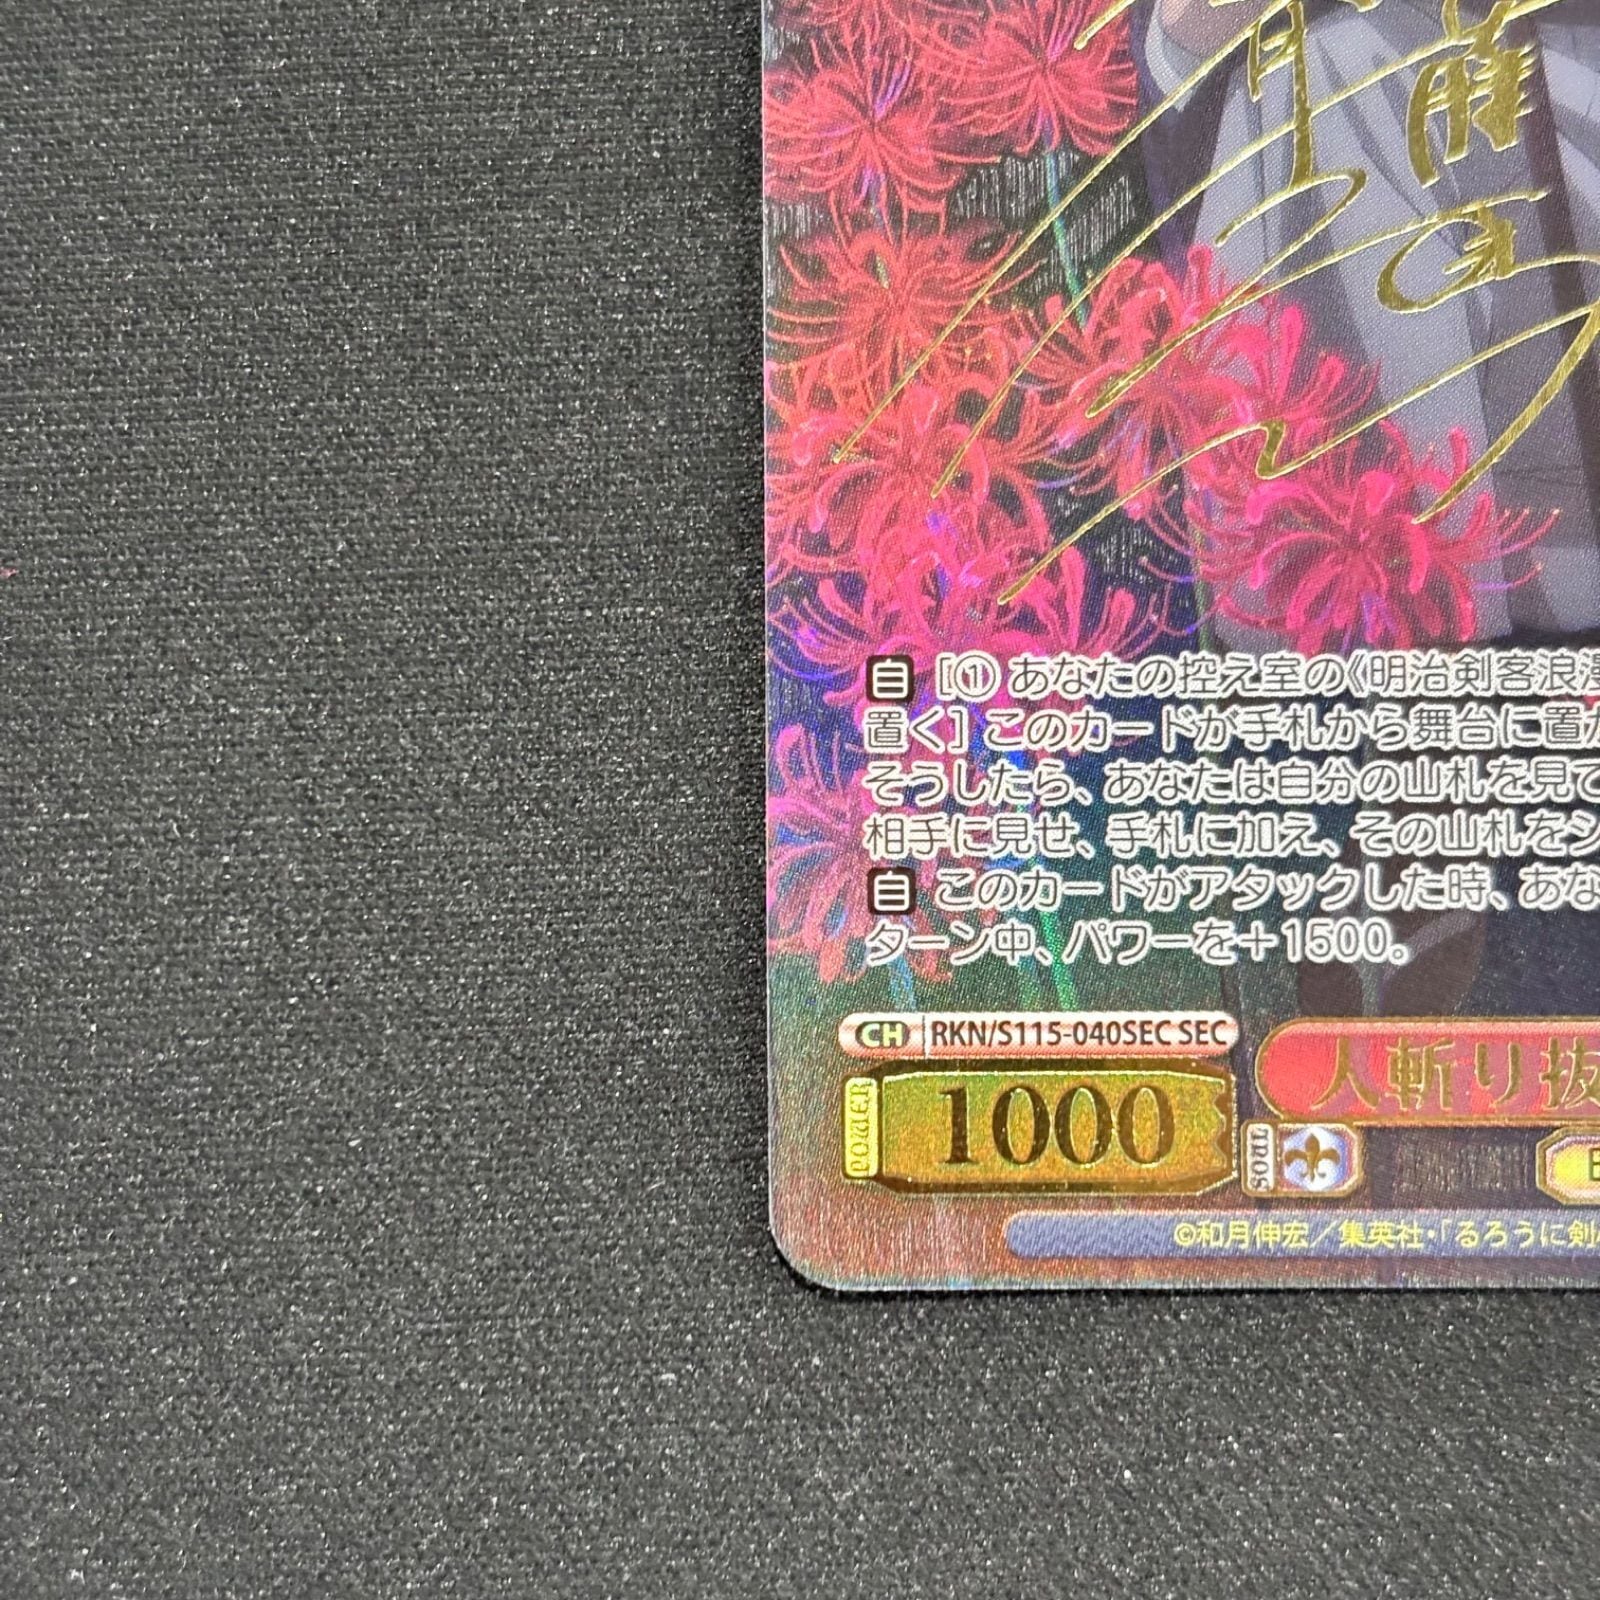 自 [① あなたの控え室の《明治剣客浪漫
置く] このカードが手札から舞台に置か
そうしたら、あなたは自分の山札を見て
相手に見せ、手札に加え、その山札をシ
自 このカードがアタックした時、あな
ターン中、パワーを＋1500。
CH RKN/S115-040SEC SEC
人斬り抜
POWER 1000
SOUL
©和月伸宏／集英社・「るろうに剣